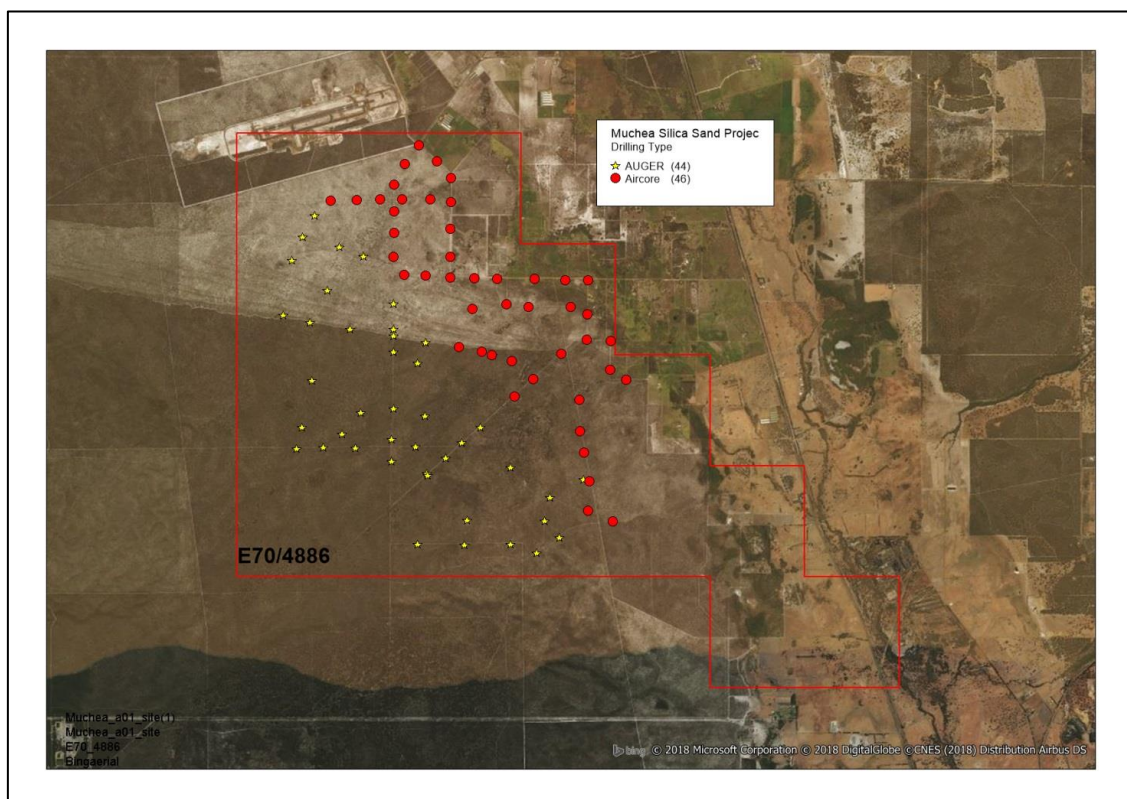 Muchea Silica Sand Projec
Drilling Type
AUGER (44)
Aircore (46)
E70/4886
Muchea_a01_site(1)
Muchea_a01_site
E70_4886
Bingaerial
bing © 2018 Microsoft Corporation © 2018 DigitalGlobe ©CNES (2018) Distribution Airbus DS